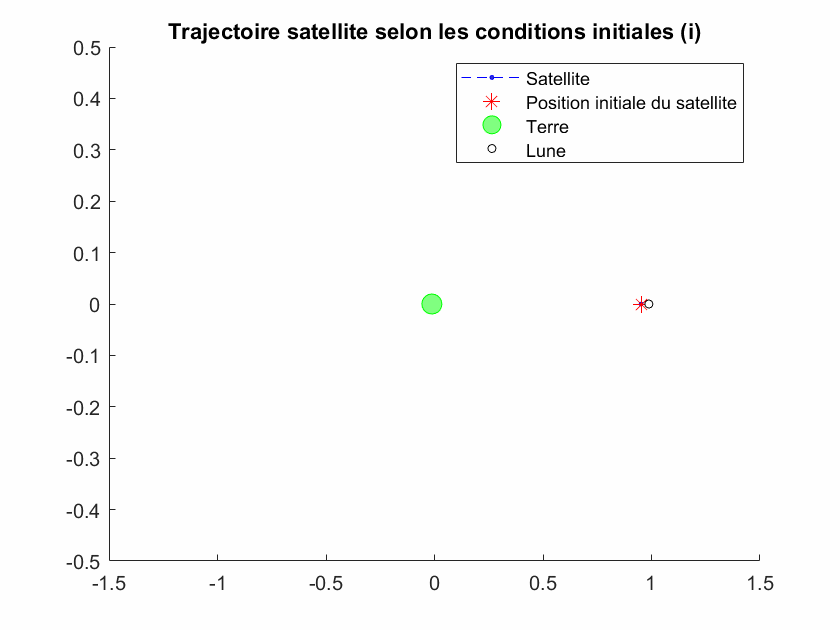 Trajectoire satellite selon les conditions initiales (i)
0.5
Satellite
0.4
Position initiale du satellite
Terre
0.3
Lune
0.2
0.1
0
-0.1
-0.2
-0.3
-0.4
-0.5
-1.5 -1 -0.5 0 0.5 1 1.5